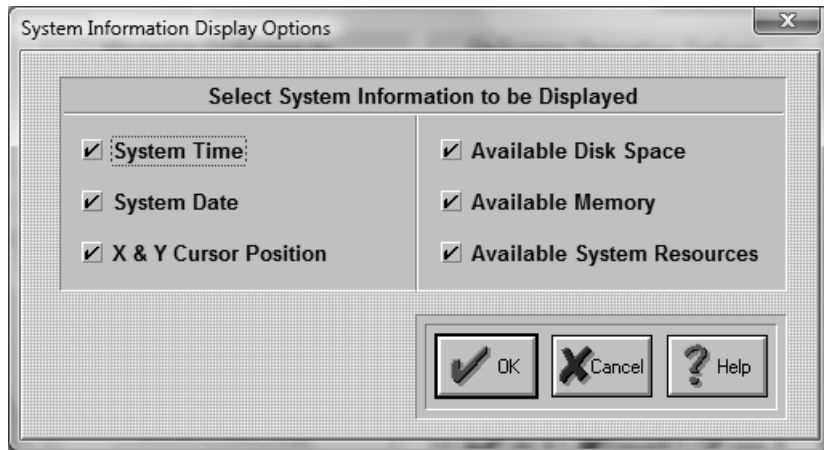 System Information Display Options
Select System Information to be Displayed
System Time
System Date
X & Y Cursor Position
Available Disk Space
Available Memory
Available System Resources
OK
Cancel
Help